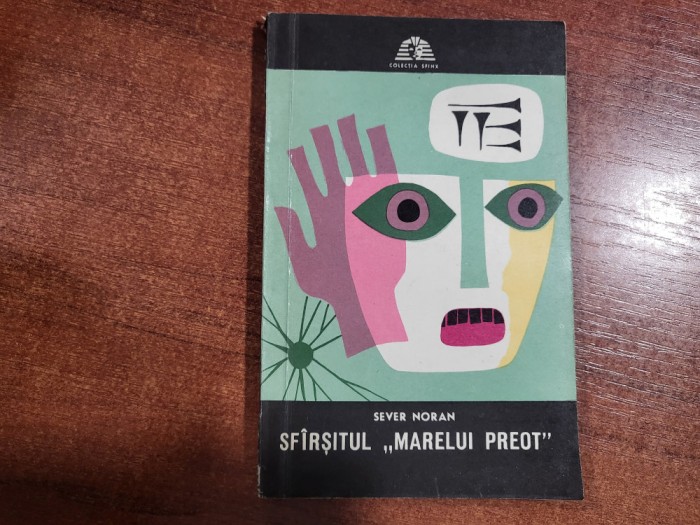 COLECȚIA SFINX
SEVER NORAN
SFÎRȘITUL „MARELUI PREOT”